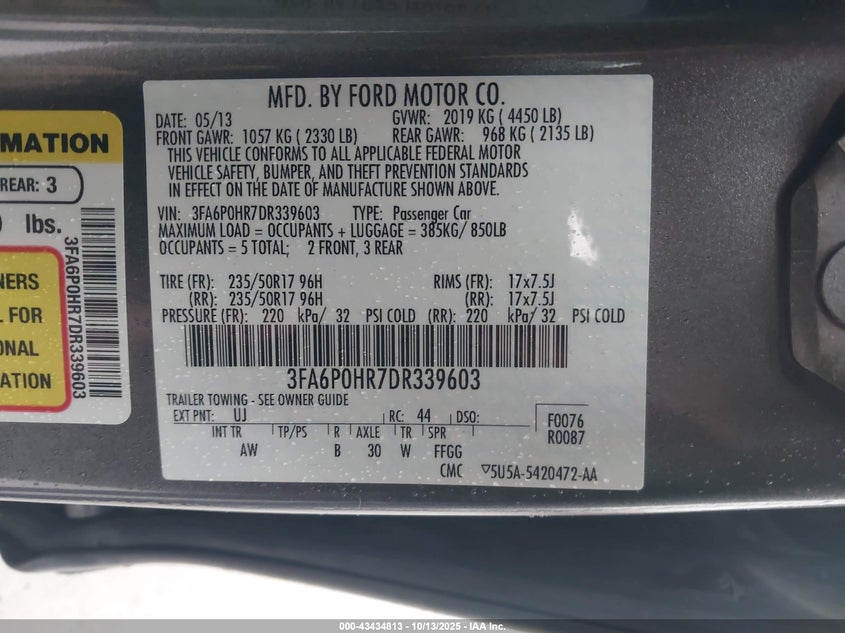 MFD. BY FORD MOTOR CO.
DATE: 05/13
GVWR: 2019 KG ( 4450 LB)
FRONT GAWR: 1057 KG ( 2330 LB)
REAR GAWR: 968 KG ( 2135 LB)
THIS VEHICLE CONFORMS TO ALL APPLICABLE FEDERAL MOTOR
VEHICLE SAFETY, BUMPER, AND THEFT PREVENTION STANDARDS
IN EFFECT ON THE DATE OF MANUFACTURE SHOWN ABOVE.
VIN: 3FA6P0HR7DR339603 TYPE: Passenger Car
MAXIMUM LOAD = OCCUPANTS + LUGGAGE = 385KG/ 850LB
OCCUPANTS = 5 TOTAL; 2 FRONT, 3 REAR
TIRE (FR): 235/50R17 96H RIMS (FR): 17x7.5J
(RR): 235/50R17 96H (RR): 17x7.5J
PRESSURE (FR): 220 kPa/ 32 PSI COLD (RR): 220 kPa/ 32 PSI COLD
3FA6P0HR7DR339603
TRAILER TOWING - SEE OWNER GUIDE
EXT PNT: UJ RC: 44 DSO:
F0076
R0087
INT TR TP/PS R AXLE TR SPR
AW B 30 W FFGG
CMC ▽5U5A-5420472-AA
MATION
REAR: 3
lbs.
3FA6P0HR7DR339603
NERS
L FOR
ONAL
ATION
000-43434813 - 10/13/2025 - IAA Inc.